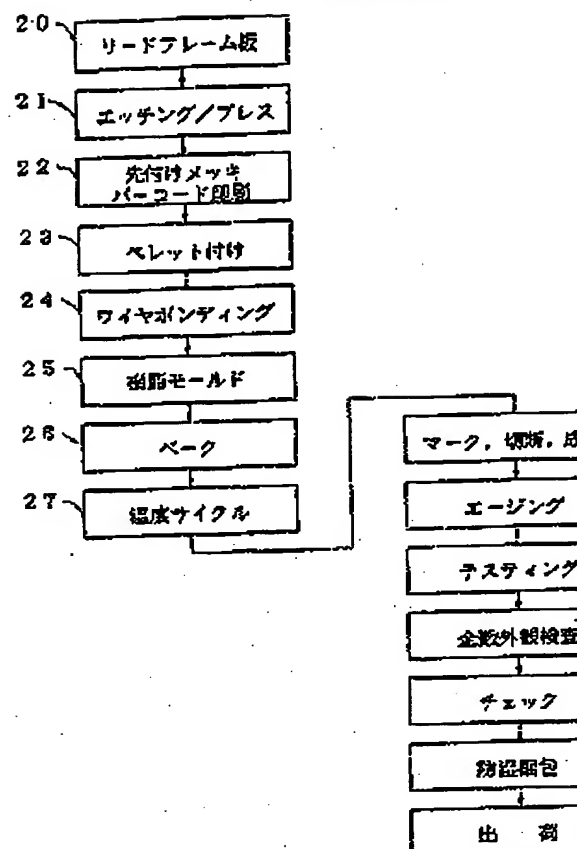 20
リードフレーム板
21
エッチング/プレス
22
先付けメッキ
バーコード印刷
23
ペレット付け
24
ワイヤボンディング
25
樹脂モールド
26
ベーク
27
温度サイクル
マーク, 切断,
エージング
テスティング
全数外観検査
チェック
防湿梱包
出 荷